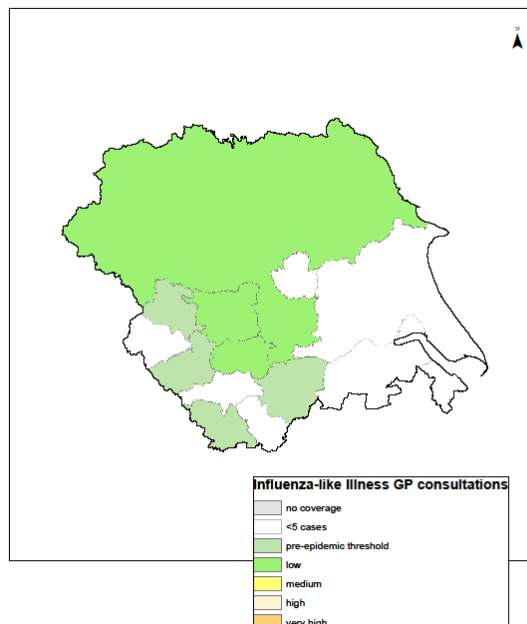 Influenza-like Illness GP consultations
no coverage
<5 cases
pre-epidemic threshold
low
medium
high
very high